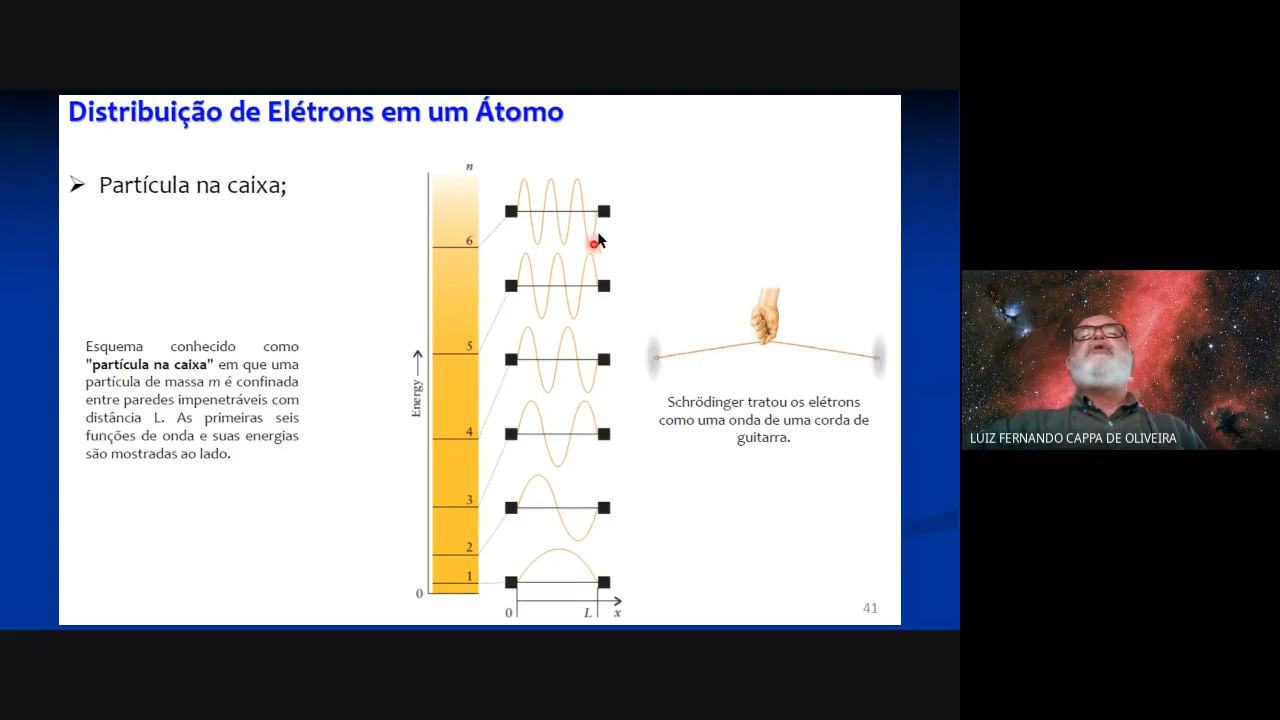 Distribuição de Elétrons em um Átomo
➢ Partícula na caixa;
Esquema conhecido como
"partícula na caixa" em que uma
partícula de massa m é confinada
entre paredes impenetráveis com
distância L. As primeiras seis
funções de onda e suas energias
são mostradas ao lado.
n
6
5
4
3
2
1
0
Energy
0
L
x
Schrödinger tratou os elétrons
como uma onda de uma corda de
guitarra.
41
LUIZ FERNANDO CAPPA DE OLIVEIRA